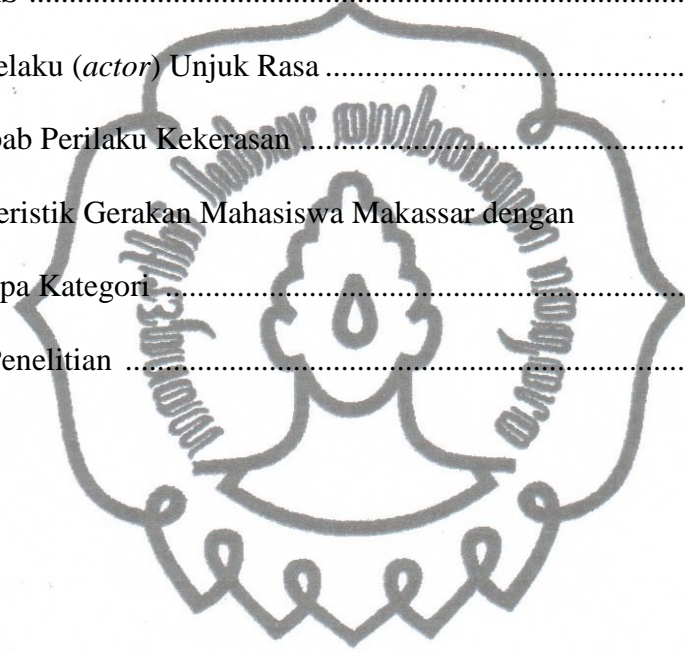 elaku (actor) Unjuk Rasa ........................................................
bab Perilaku Kekerasan ........................................................
eristik Gerakan Mahasiswa Makassar dengan
pa Kategori ........................................................
Penelitian ........................................................